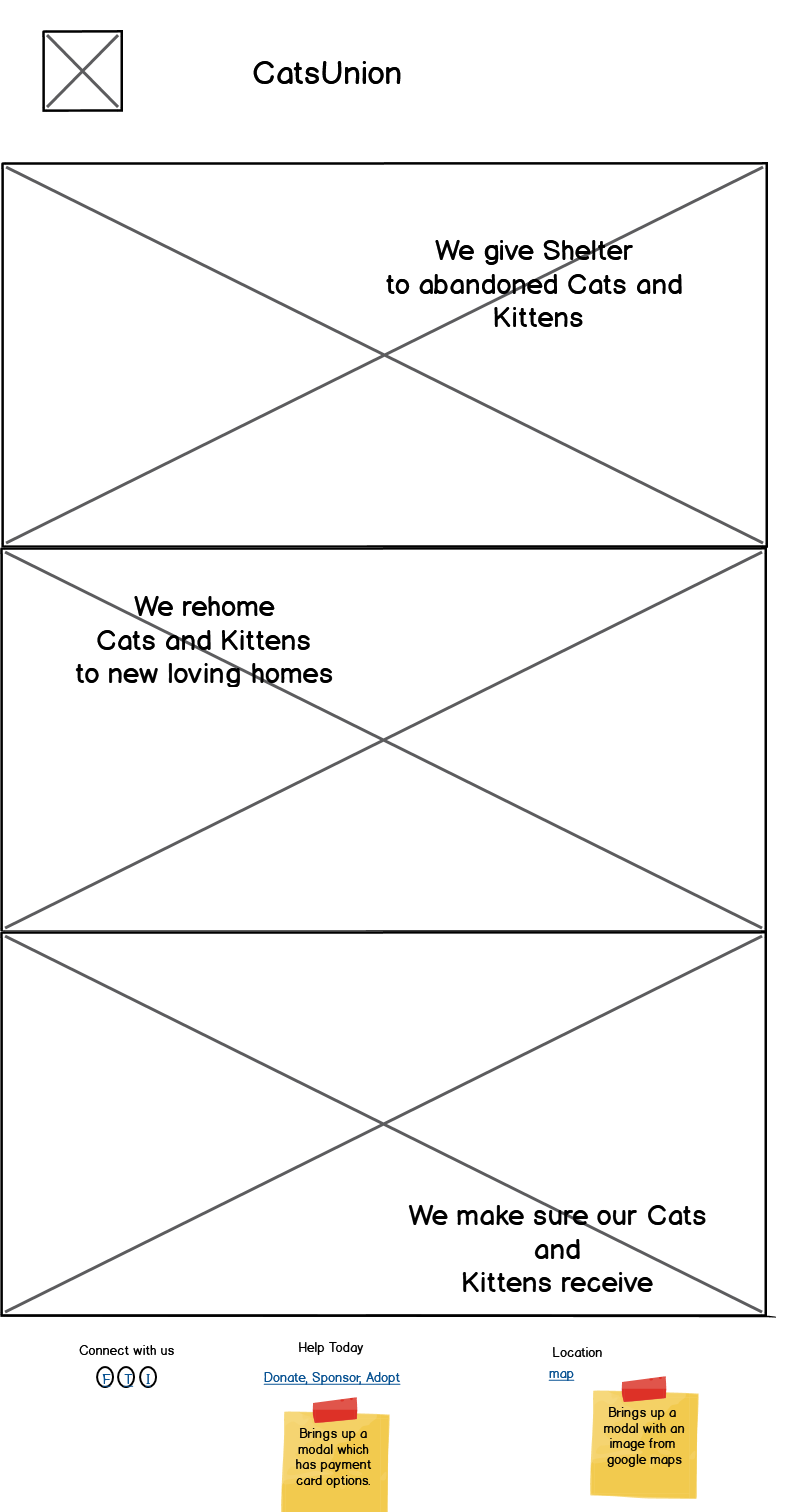 CatsUnion
We give Shelter
to abandoned Cats and
Kittens
We rehome
Cats and Kittens
to new loving homes
We make sure our Cats
and
Kittens receive
Connect with us
F T I
Help Today
Donate, Sponsor, Adopt
Brings up a
modal which
has payment
card options.
Location
map
Brings up a
modal with an
image from
google maps